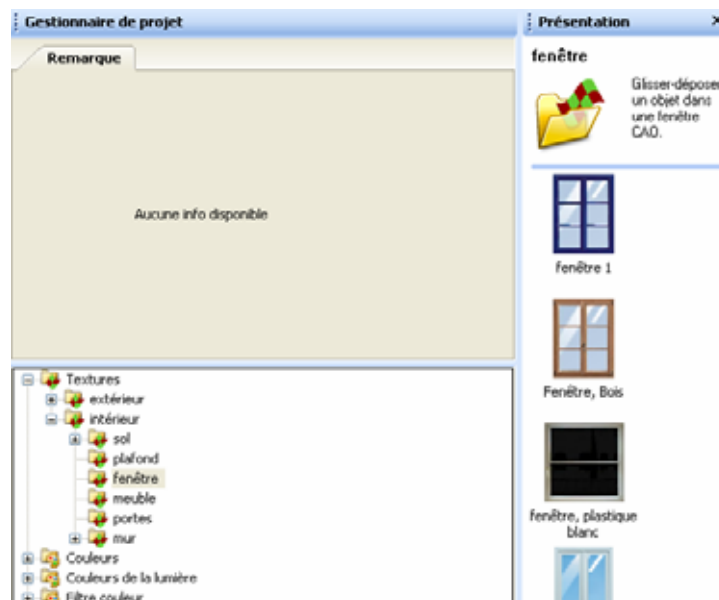 Gestionnaire de projet
Remarque
Aucune info disponible
Textures
extérieur
intérieur
sol
plafond
fenêtre
meuble
portes
mur
Couleurs
Couleurs de la lumière
Filtre couleur
Présentation
fenêtre
Glisser-déposer
un objet dans
une fenêtre
CAO.
fenêtre 1
Fenêtre, Bois
fenêtre, plastique
blanc